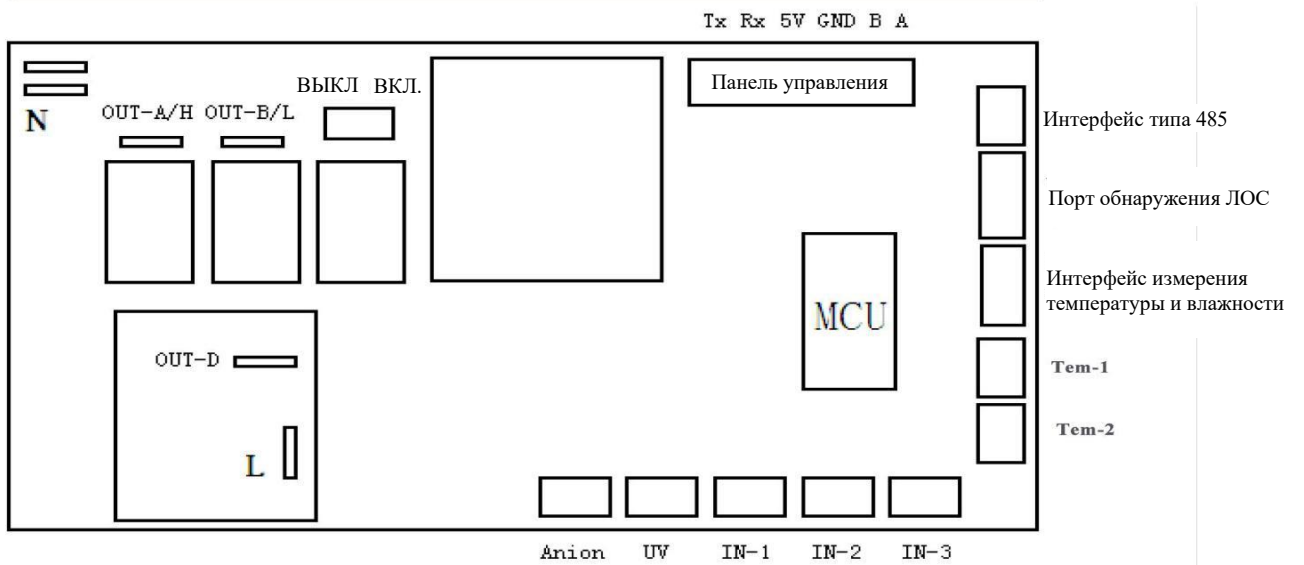 Tx Rx 5V GND B A
Панель управления
ВЫКЛ ВКЛ.
N
OUT-A/H OUT-B/L
Интерфейс типа 485
Порт обнаружения ЛОС
Интерфейс измерения
температуры и влажности
MCU
OUT-D
Tem-1
Tem-2
L
Anion UV IN-1 IN-2 IN-3